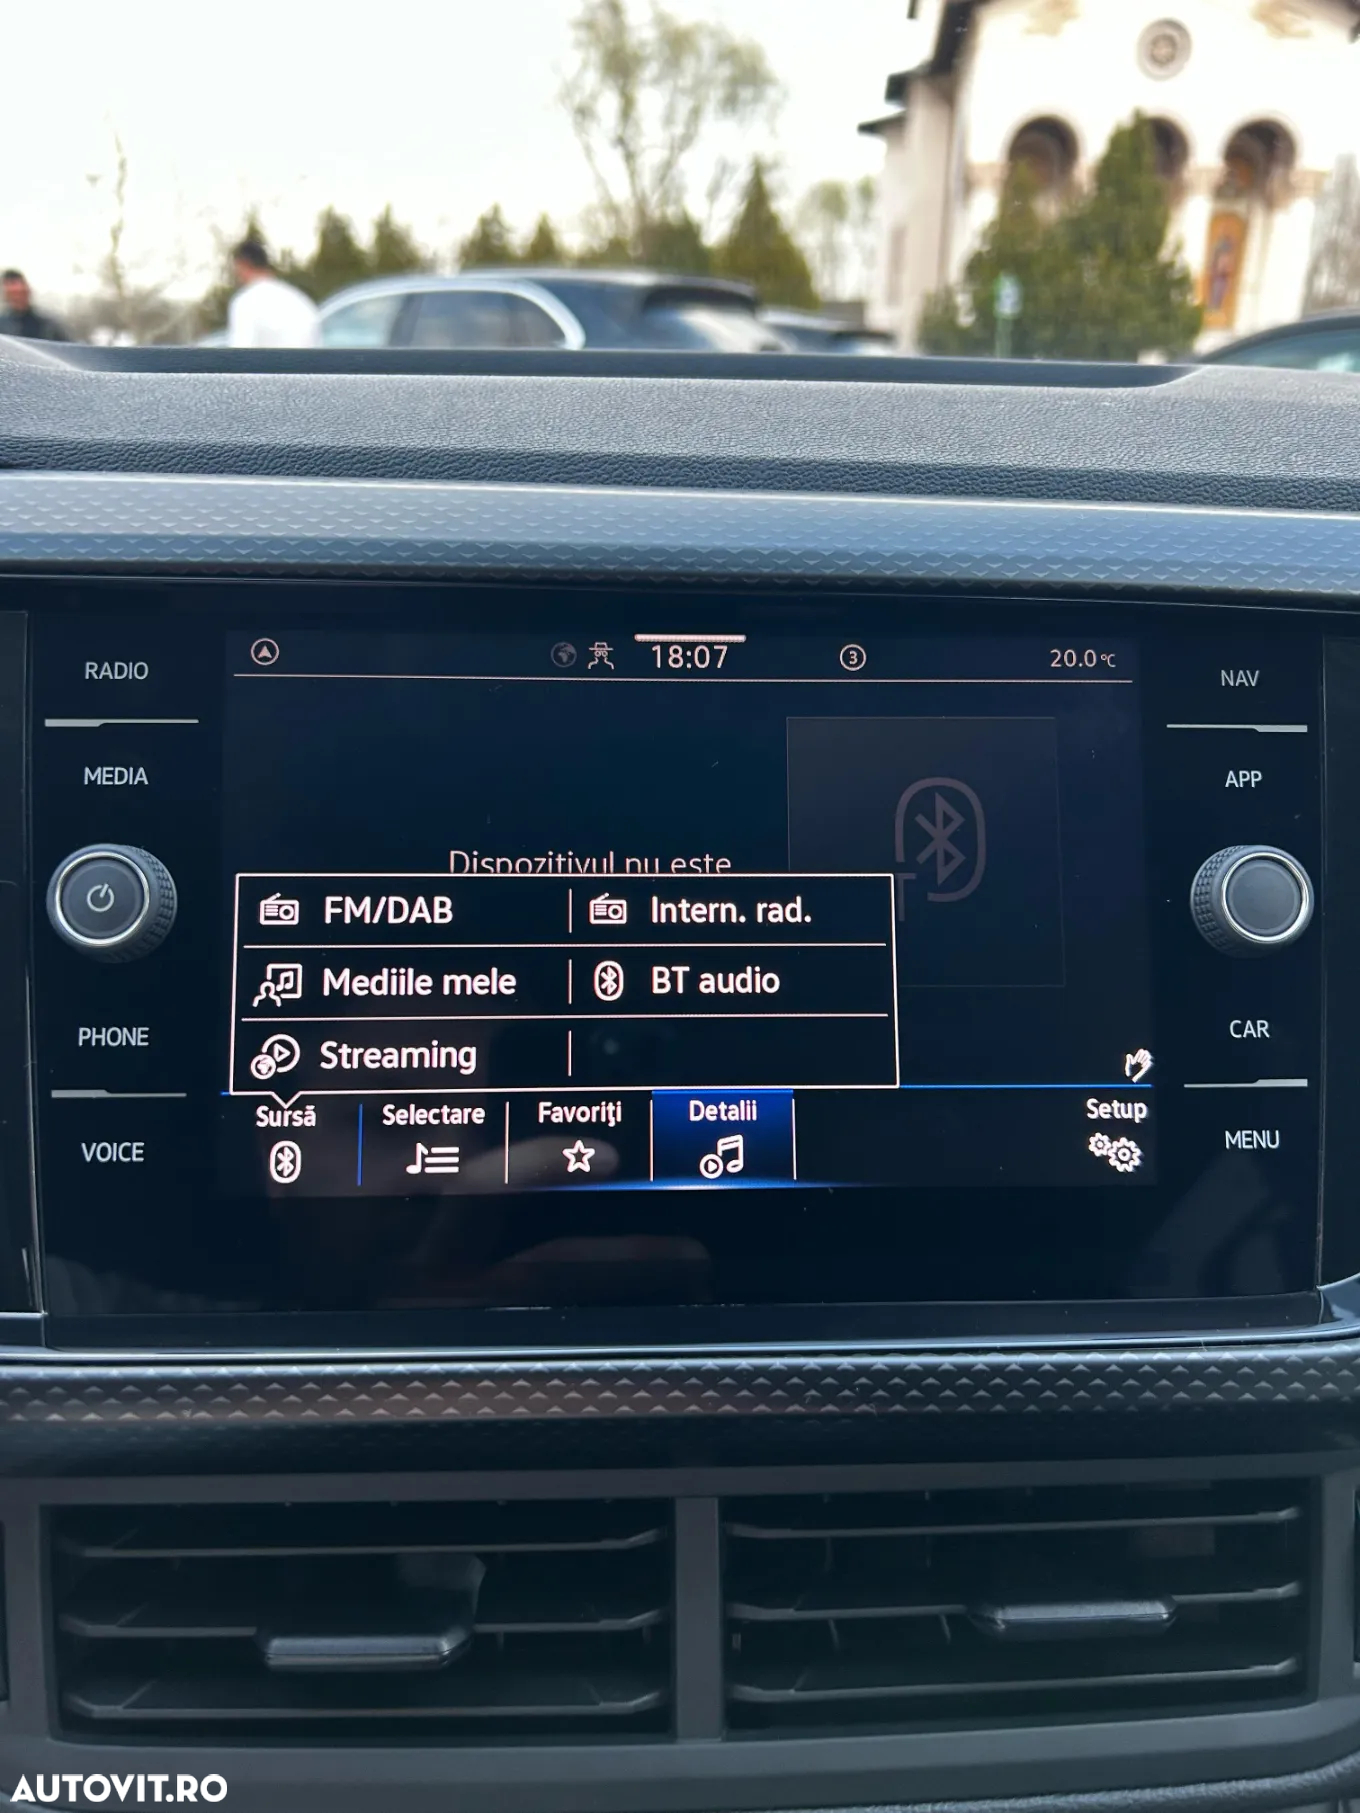 RADIO
MEDIA
PHONE
VOICE
18:07
3
20.0°C
Dispozitivul nu este
FM/DAB
Intern. rad.
Mediile mele
BT audio
Streaming
Sursă
Selectare
Favoriţi
Detalii
Setup
NAV
APP
CAR
MENU
AUTOVIT.RO